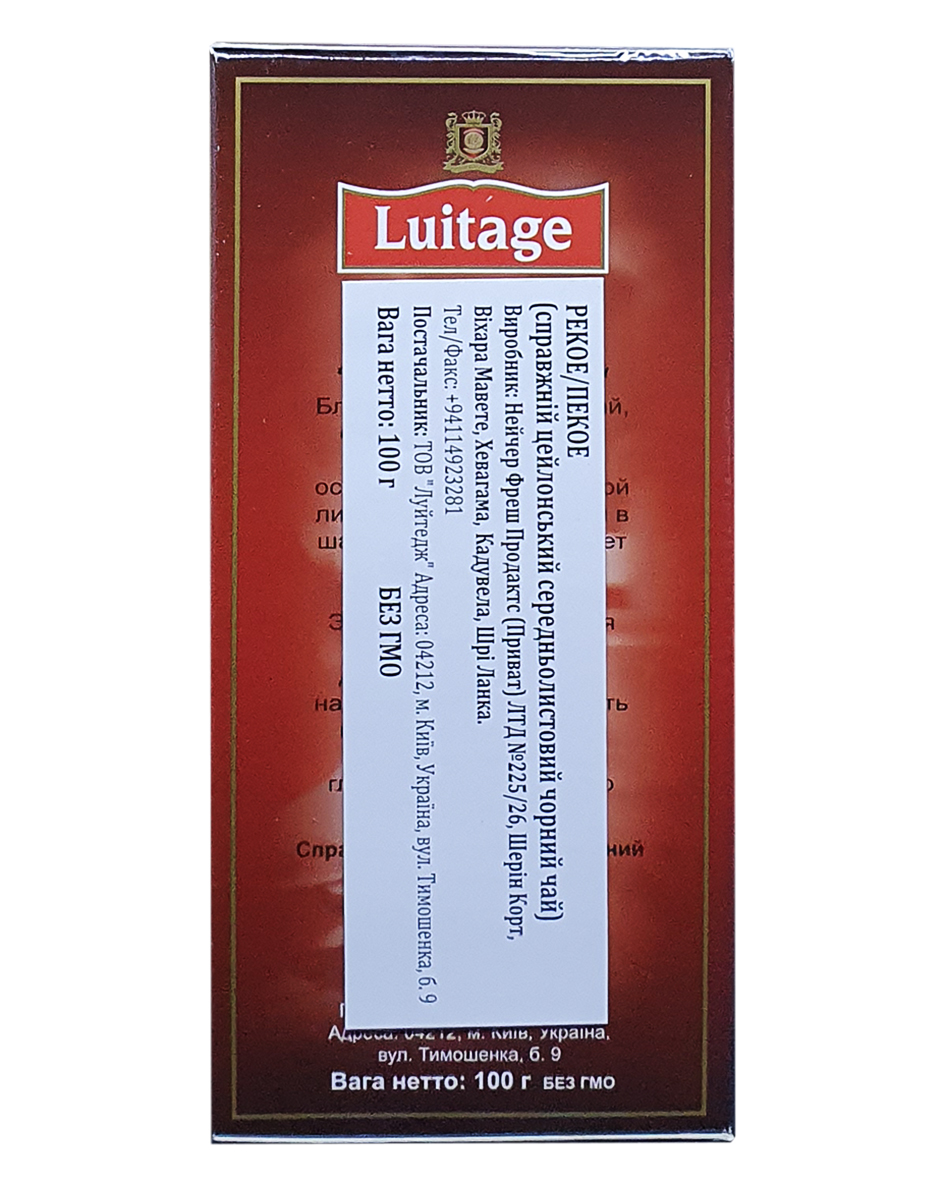 Luitage
РЕКОЕ/ПЕКОЕ
(справжній цейлонський середньолистовий чорний чай)
Виробник: Нейчер Фреш Продактс (Приват) ЛТД №225/26, Шерін Корт,
Віхара Мавете, Хевагама, Кадувела, Шрі Ланка.
Тел/Факс: +94114923281
Постачальник: ТОВ "Луйтедж" Адреса: 04212, м. Київ, Україна, вул. Тимошенка, б. 9
Вага нетто: 100 г БЕЗ ГМО
Адреса: 04212, м. Київ, Україна,
вул. Тимошенка, б. 9
Вага нетто: 100 г БЕЗ ГМО